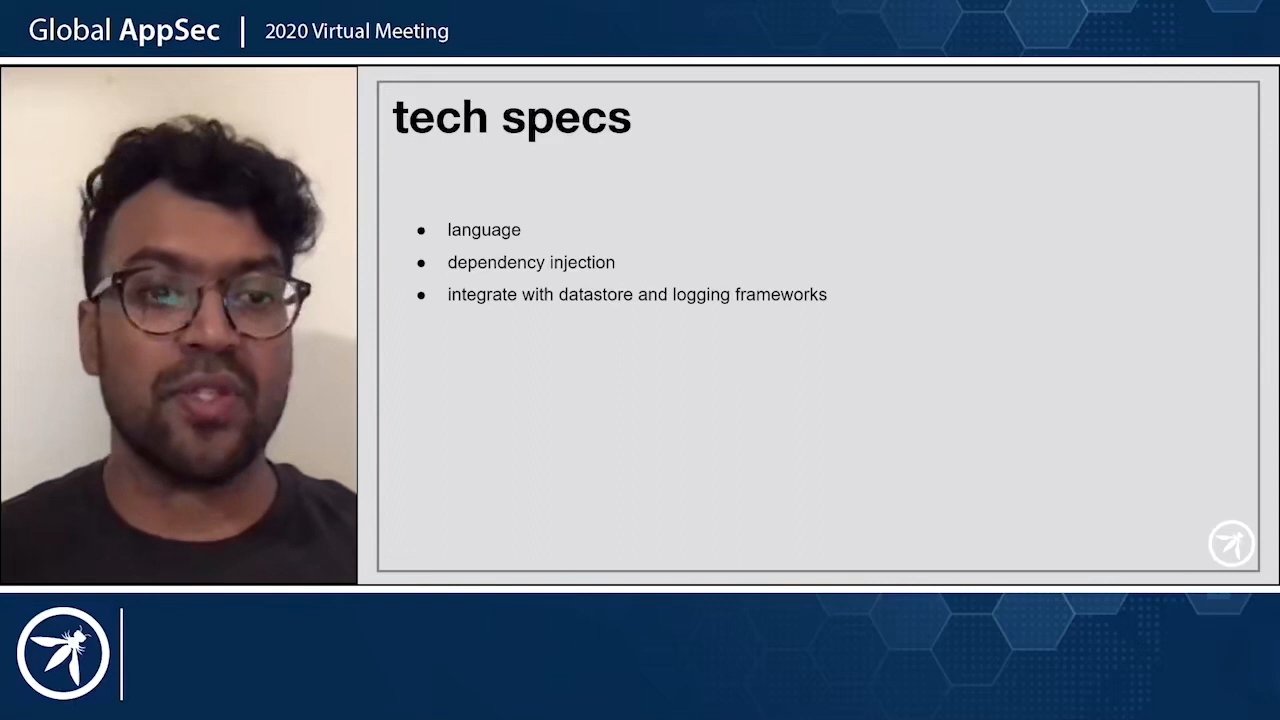 Global AppSec | 2020 Virtual Meeting
tech specs
• language
• dependency injection
• integrate with datastore and logging frameworks